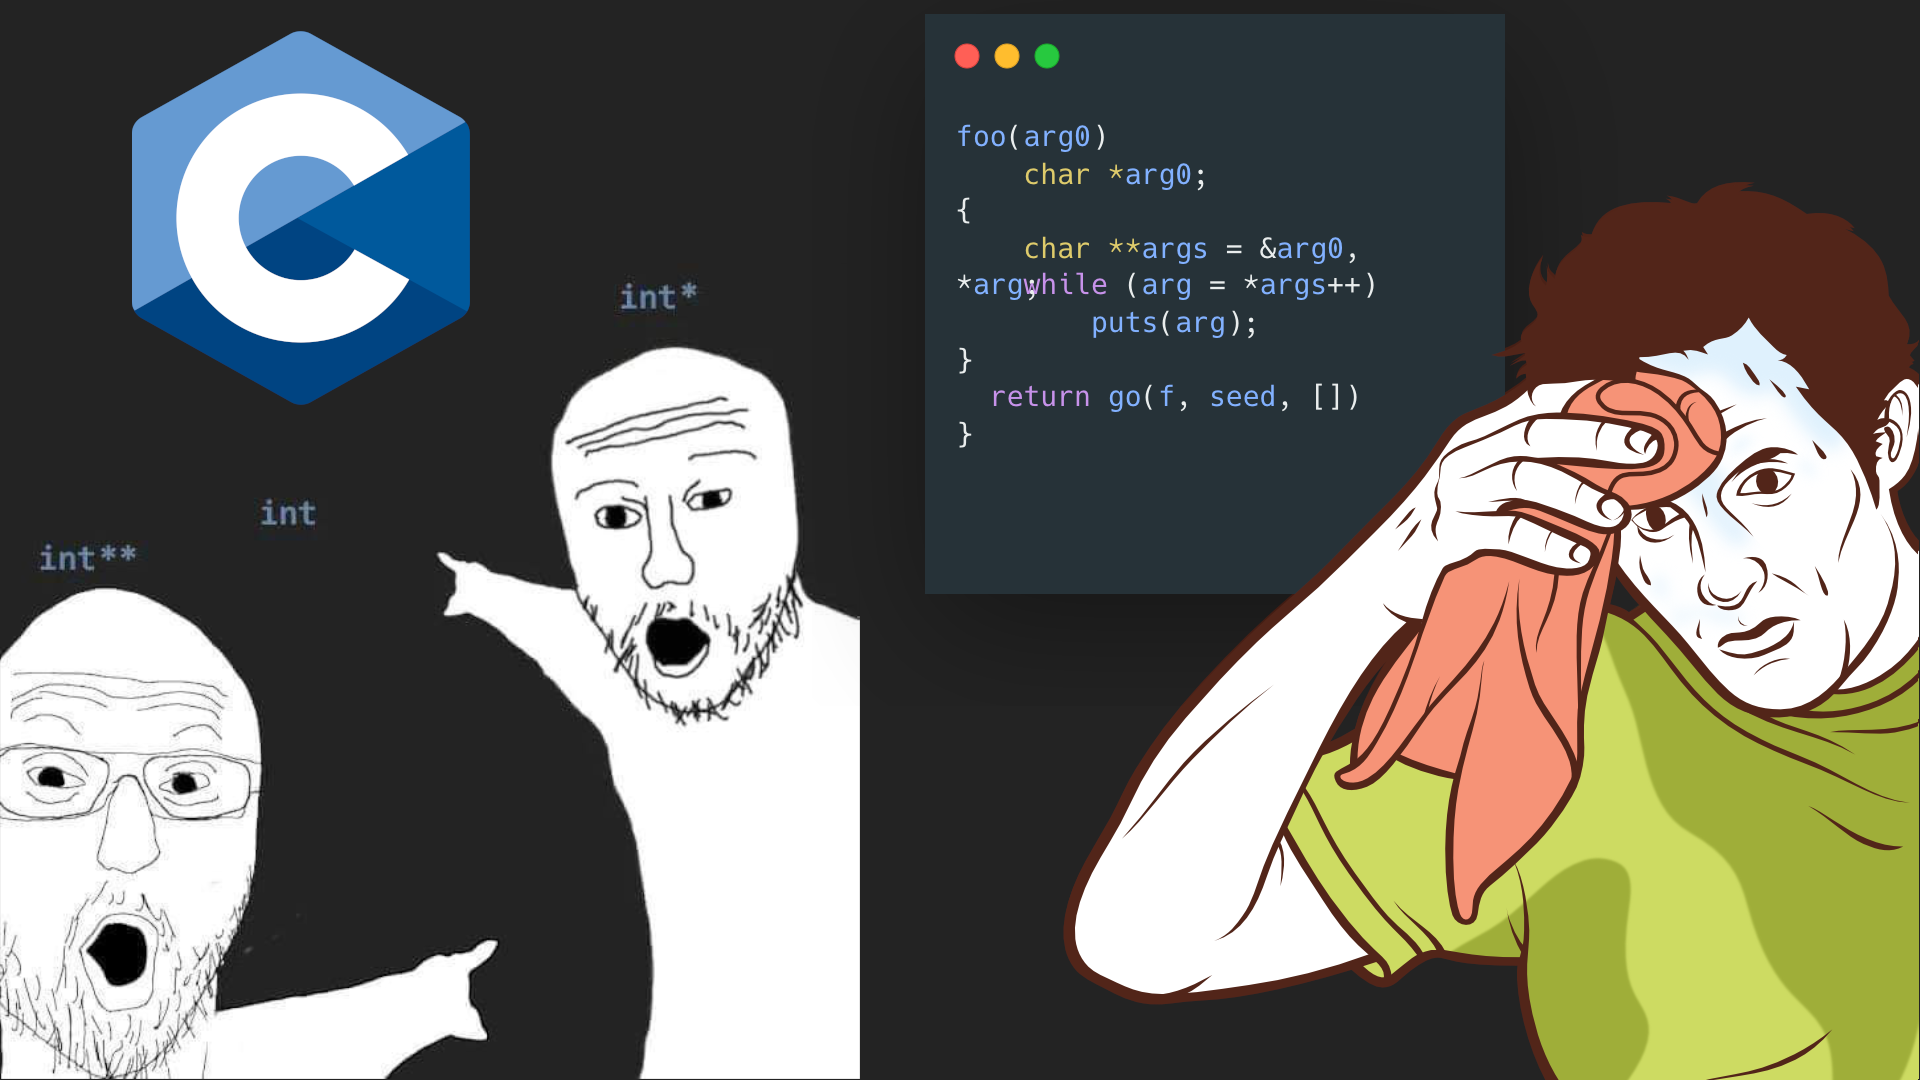 C
int*
int
int**
foo(arg0)
    char *arg0;
{
    char **args = &arg0,
*arg;while (arg = *args++)
        puts(arg);
}
  return go(f, seed, [])
}